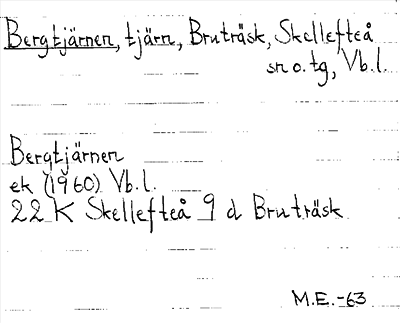 Bergtjärnen, tjärn, Bruträsk, Skellefteå
sn o. tg, Vb.l.
Bergtjärnen
ek (1960) Vb.l.
22 K Skellefteå 9 d Bruträsk
M.E.-63